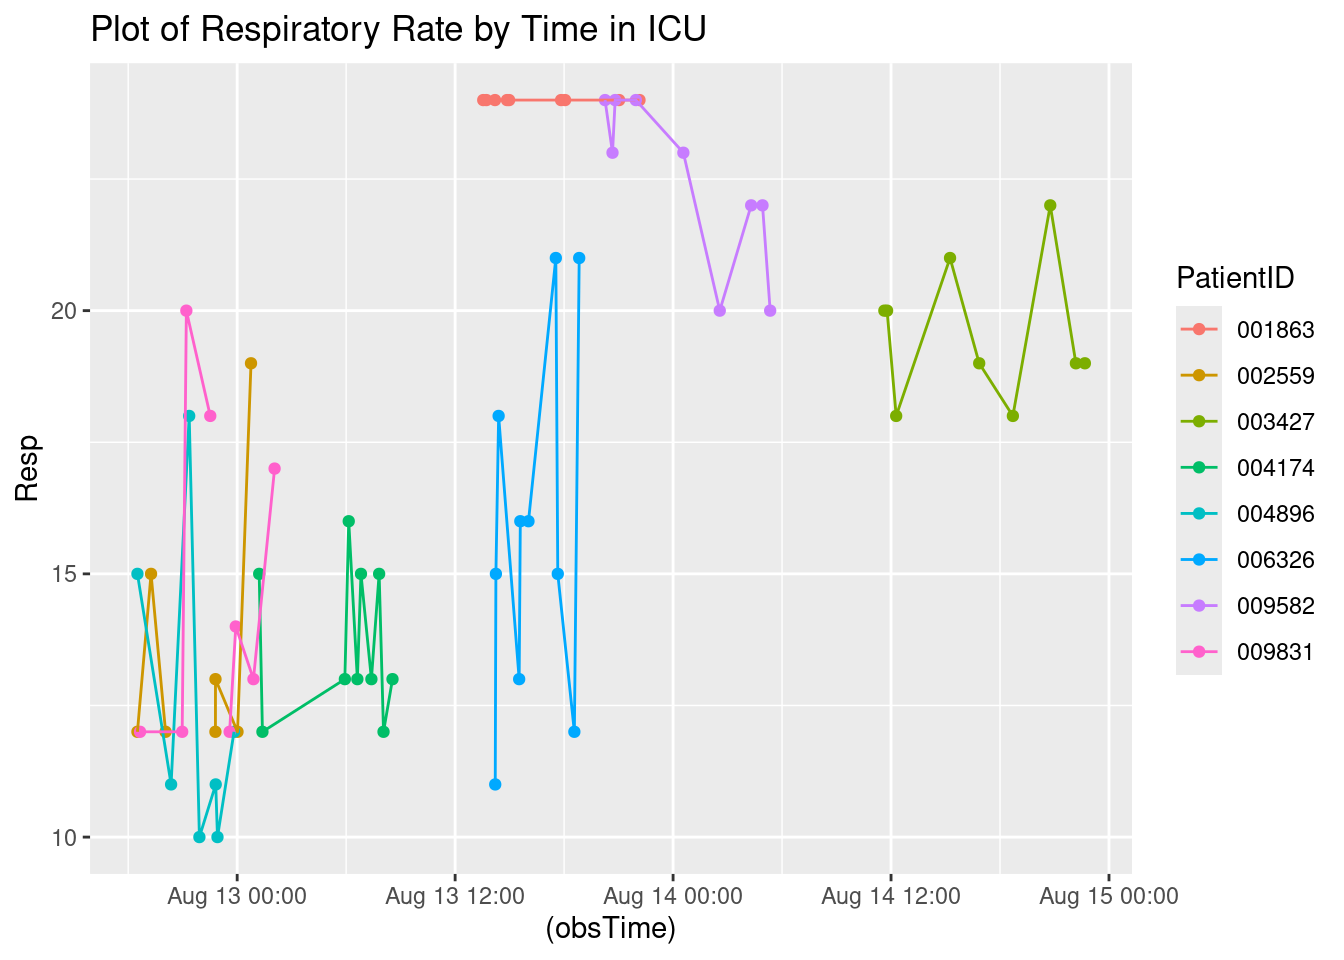 Plot of Respiratory Rate by Time in ICU
Resp
20
15
10
Aug 13 00:00 Aug 13 12:00 Aug 14 00:00 Aug 14 12:00 Aug 15 00:00
(obsTime)
PatientID
001863
002559
003427
004174
004896
006326
009582
009831